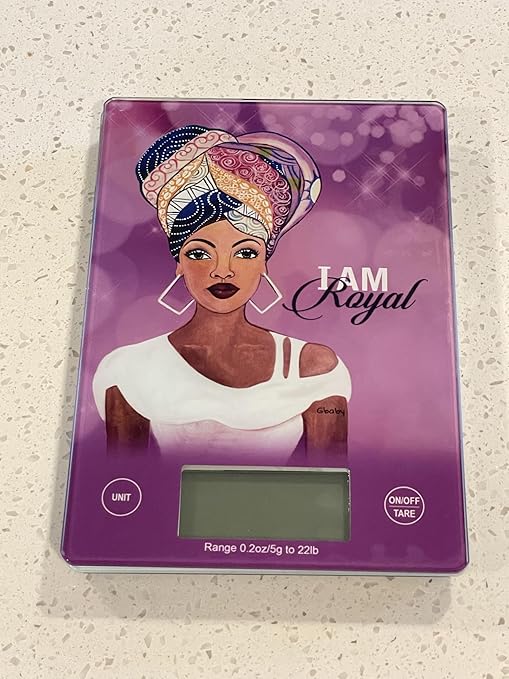 I AM
Royal
Gbaby
UNIT
ON/OFF
TARE
Range 0.2oz/5g to 22lb